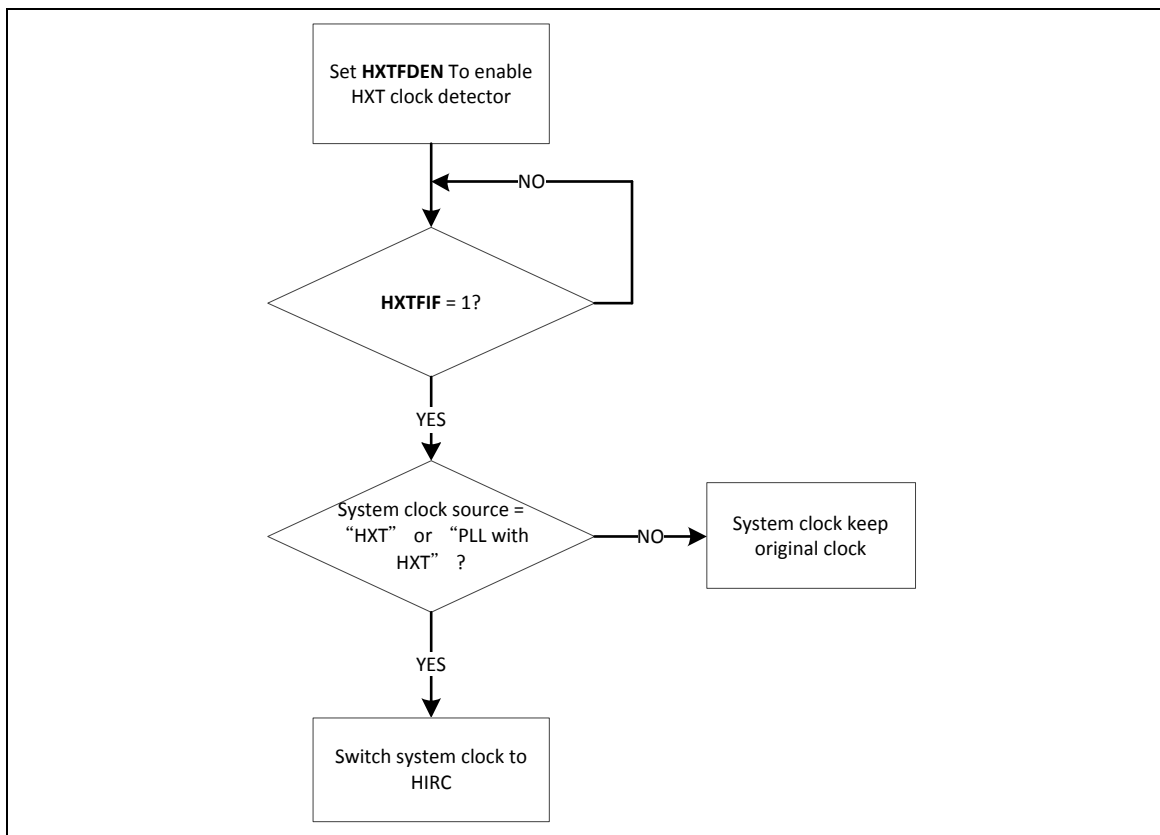 Set HXTFDEN To enable
HXT clock detector
NO
HXTFIF = 1?
YES
System clock source =
“HXT” or “PLL with
HXT” ?
NO
System clock keep
original clock
YES
Switch system clock to
HIRC